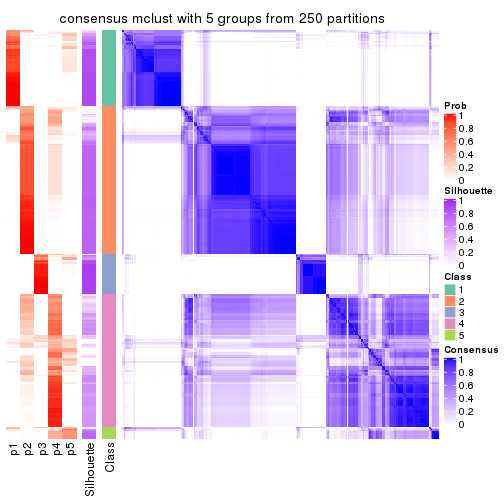 consensus mclust with 5 groups from 250 partitions
Prob
1
0.8
0.6
0.4
0.2
0
Silhouette
1
0.8
0.6
0.4
0.2
0
Class
1
2
3
4
5
Consensus
1
0.8
0.6
0.4
0.2
0
p1
p2
p3
p4
p5
Silhouette
Class